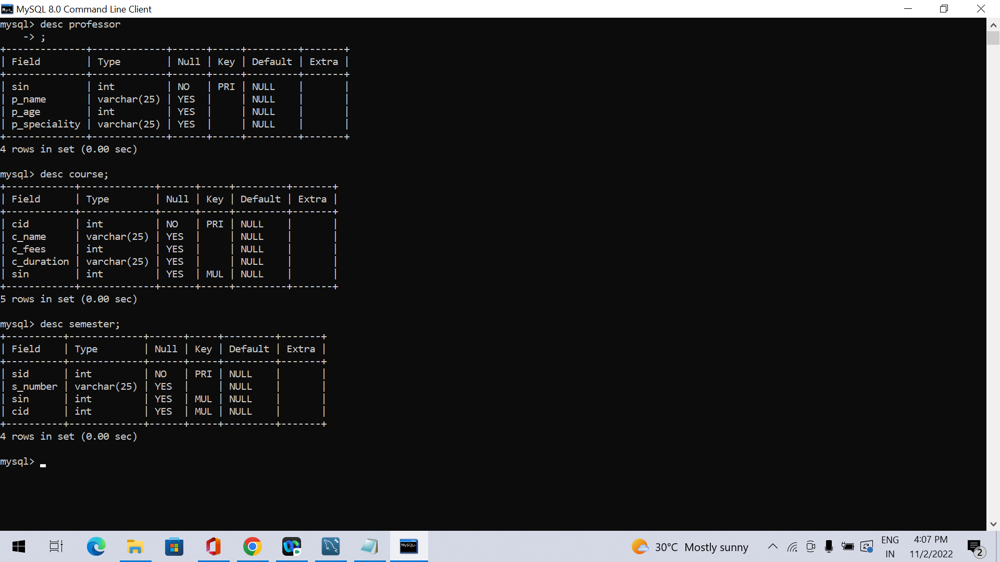 MySQL 8.0 Command Line Client
mysql> desc professor
    -> ;
+--------------+-------------+------+-----+---------+-------+
| Field        | Type        | Null | Key | Default | Extra |
+--------------+-------------+------+-----+---------+-------+
| sin          | int         | NO   | PRI | NULL    |       |
| p_name       | varchar(25) | YES  |     | NULL    |       |
| p_age        | int         | YES  |     | NULL    |       |
| p_speciality | varchar(25) | YES  |     | NULL    |       |
+--------------+-------------+------+-----+---------+-------+
4 rows in set (0.00 sec)
mysql> desc course;
+------------+-------------+------+-----+---------+-------+
| Field      | Type        | Null | Key | Default | Extra |
+------------+-------------+------+-----+---------+-------+
| cid        | int         | NO   | PRI | NULL    |       |
| c_name     | varchar(25) | YES  |     | NULL    |       |
| c_fees     | int         | YES  |     | NULL    |       |
| c_duration | varchar(25) | YES  |     | NULL    |       |
| sin        | int         | YES  | MUL | NULL    |       |
+------------+-------------+------+-----+---------+-------+
5 rows in set (0.00 sec)
mysql> desc semester;
+----------+-------------+------+-----+---------+-------+
| Field    | Type        | Null | Key | Default | Extra |
+----------+-------------+------+-----+---------+-------+
| sid      | int         | NO   | PRI | NULL    |       |
| s_number | varchar(25) | YES  |     | NULL    |       |
| sin      | int         | YES  | MUL | NULL    |       |
| cid      | int         | YES  | MUL | NULL    |       |
+----------+-------------+------+-----+---------+-------+
4 rows in set (0.00 sec)
mysql> _
MySQL>
30°C Mostly sunny
ENG
IN
4:07 PM
11/2/2022
2